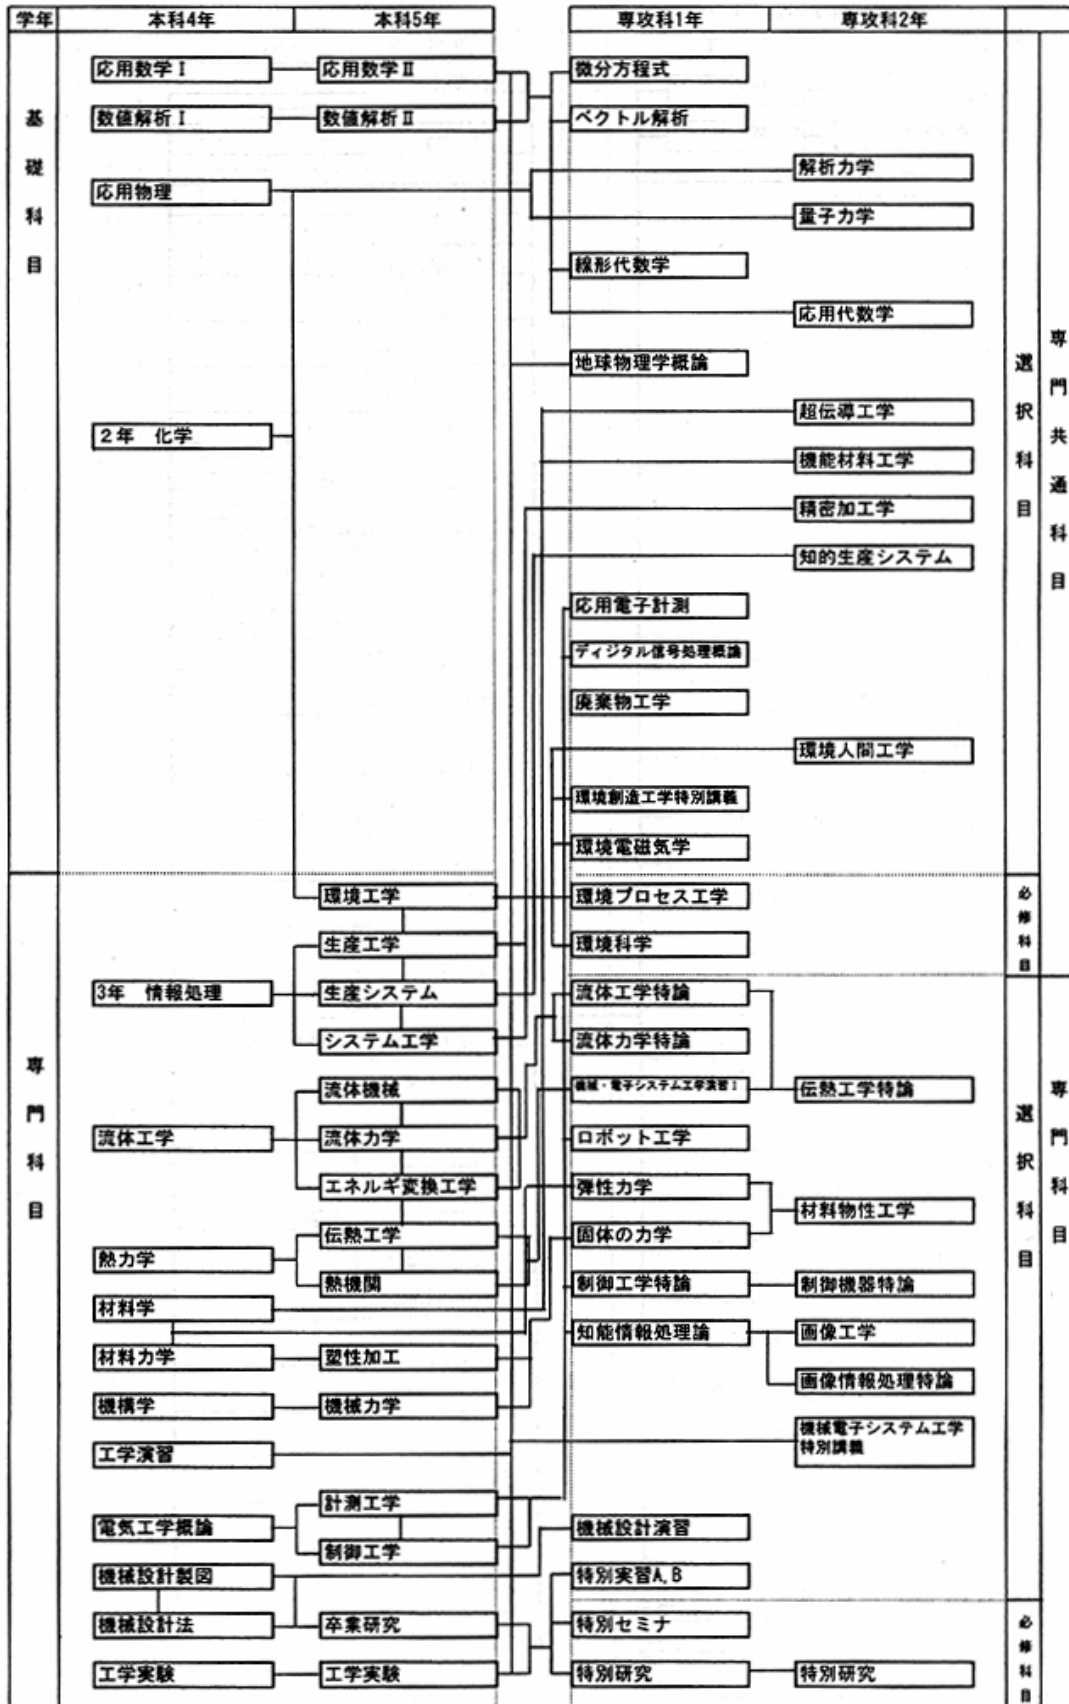 学年 本科4年 本科5年 専攻科1年 専攻科2年
基礎科目
応用数学Ⅰ 応用数学Ⅱ 微分方程式
数値解析Ⅰ 数値解析Ⅱ ベクトル解析
解析力学
応用物理
量子力学
線形代数学
応用代数学
地球物理学概論
超伝導工学
2年 化学
機能材料工学
精密加工学
知的生産システム
応用電子計測
ディジタル信号処理概論
廃棄物工学
環境人間工学
環境創造工学特別講義
環境電磁気学
選択科目
専門共通科目
専門科目
環境工学 環境プロセス工学
生産工学 環境科学
必修科目
3年 情報処理 生産システム 流体工学特論
システム工学 流体力学特論
流体機械 機械・電子システム工学演習Ⅰ 伝熱工学特論
流体工学 流体力学 ロボット工学
エネルギ変換工学 弾性力学
材料物性工学
伝熱工学 固体の力学
熱力学
熱機関 制御工学特論 制御機器特論
材料学
知能情報処理論 画像工学
材料力学 塑性加工
画像情報処理特論
機構学 機械力学
機械電子システム工学
特別講義
工学演習
計測工学
電気工学概論 機械設計演習
制御工学
機械設計製図 特別実習A,B
選択科目
専門科目
機械設計法 卒業研究 特別セミナ
工学実験 工学実験 特別研究 特別研究
必修科目